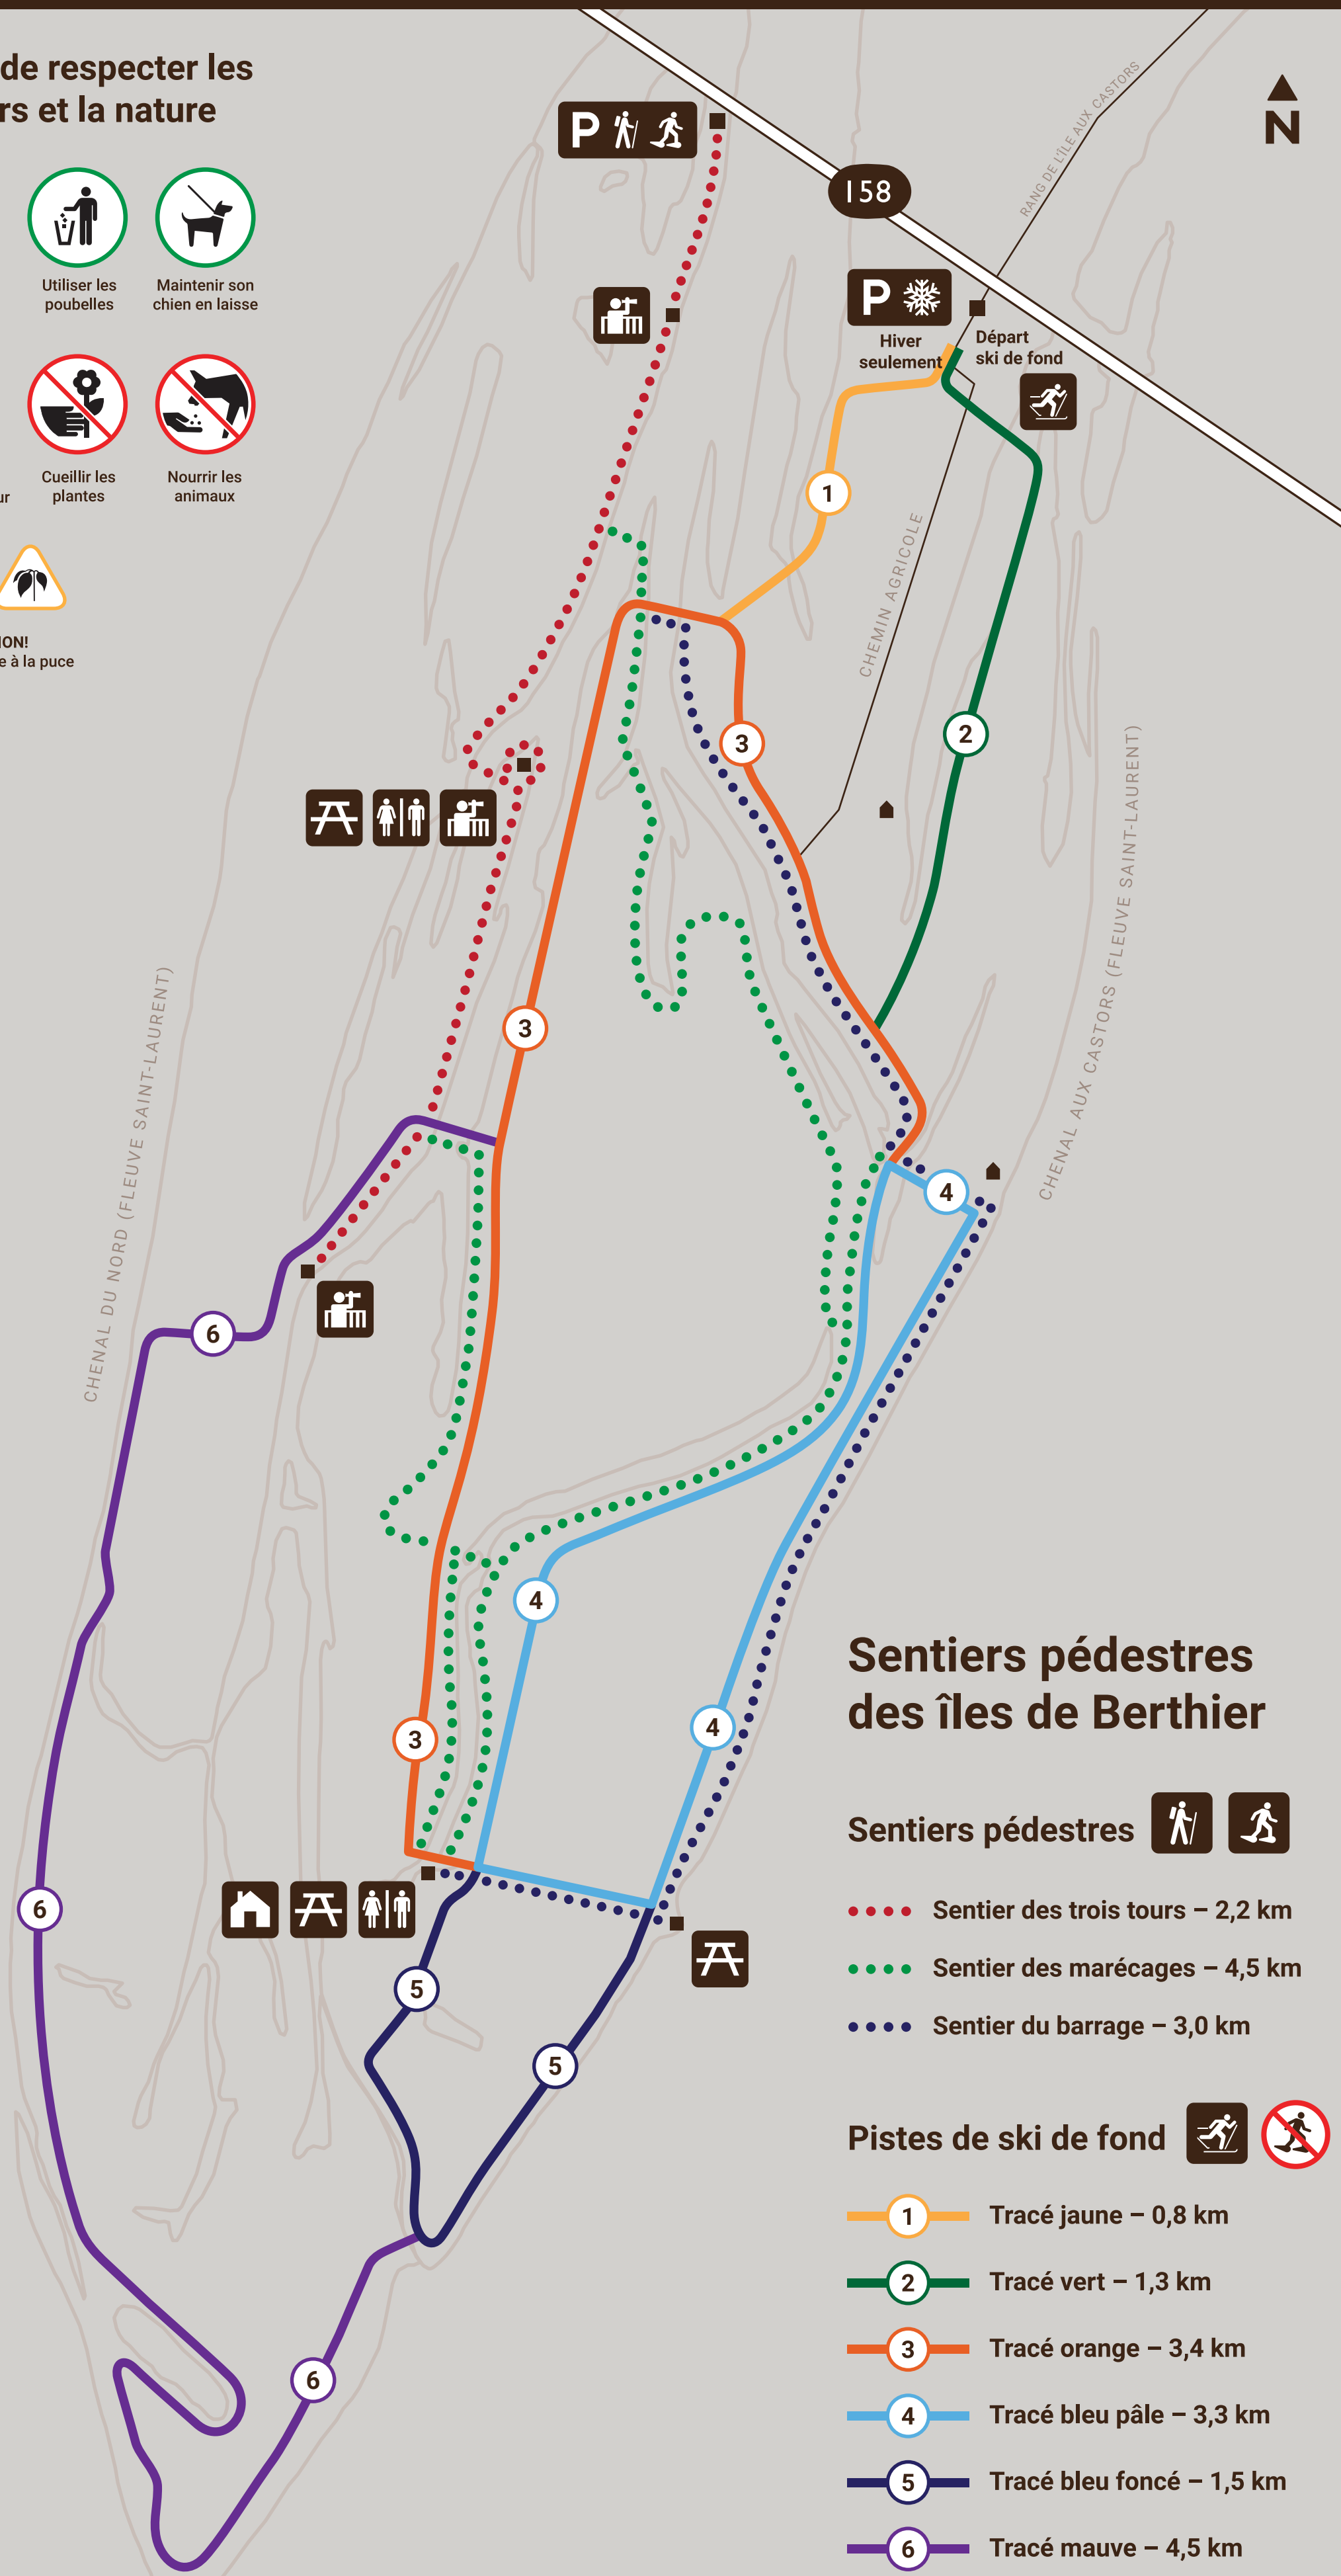 de respecter les
rs et la nature
Utiliser les
poubelles
Maintenir son
chien en laisse
Cueillir les
plantes
Nourrir les
animaux
ur
ION!
e à la puce
P
158
RANG DE L'ÎLE AUX CASTORS
N
P
Hiver
seulement
Départ
ski de fond
1
CHEMIN AGRICOLE
2
3
CHENAL AUX CASTORS (FLEUVE SAINT-LAURENT)
3
CHENAL DU NORD (FLEUVE SAINT-LAURENT)
4
6
4
4
3
6
5
5
6
Sentiers pédestres
des îles de Berthier
Sentiers pédestres
Sentier des trois tours – 2,2 km
Sentier des marécages – 4,5 km
Sentier du barrage – 3,0 km
Pistes de ski de fond
1 Tracé jaune – 0,8 km
2 Tracé vert – 1,3 km
3 Tracé orange – 3,4 km
4 Tracé bleu pâle – 3,3 km
5 Tracé bleu foncé – 1,5 km
6 Tracé mauve – 4,5 km